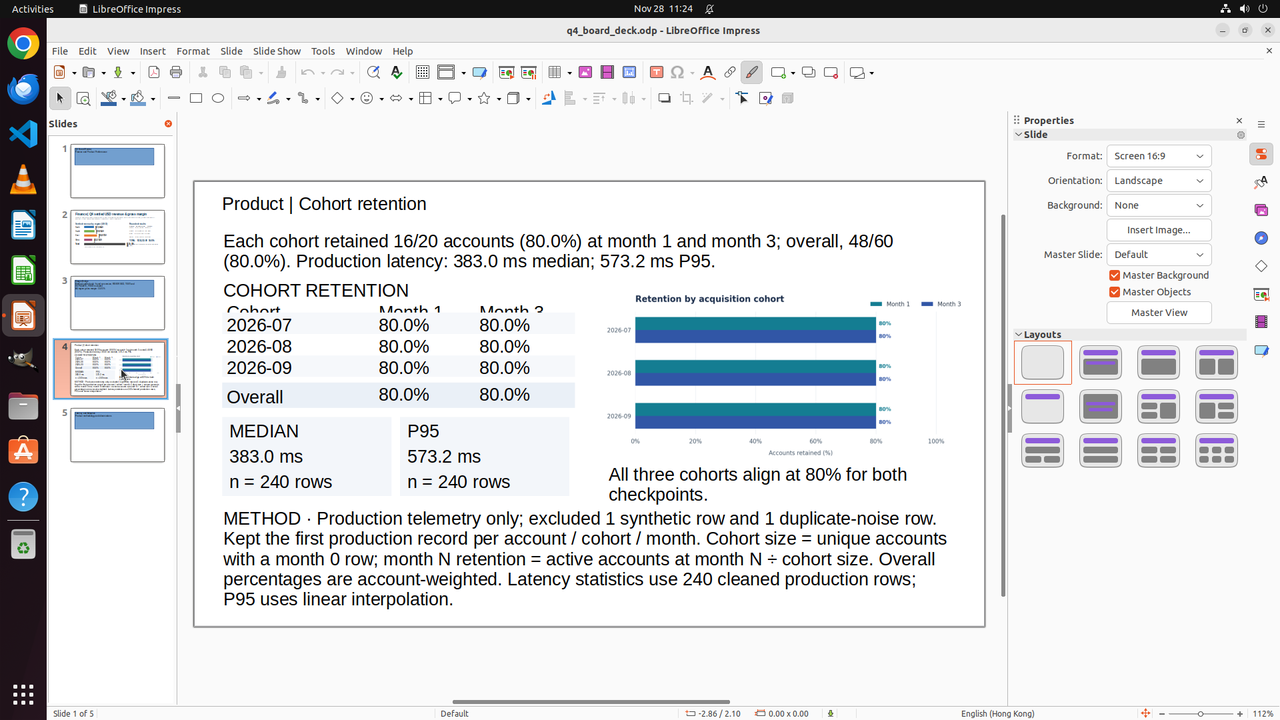 Activities
LibreOffice Impress
Nov 28 11:24
q4_board_deck.odp - LibreOffice Impress
File Edit View Insert Format Slide Slide Show Tools Window Help
Slides
1
2
3
4
5
Product | Cohort retention
Each cohort retained 16/20 accounts (80.0%) at month 1 and month 3; overall, 48/60
(80.0%). Production latency: 383.0 ms median; 573.2 ms P95.
COHORT RETENTION
Cohort Month 1 Month 3
2026-07 80.0% 80.0%
2026-08 80.0% 80.0%
2026-09 80.0% 80.0%
Overall 80.0% 80.0%
MEDIAN
383.0 ms
n = 240 rows
P95
573.2 ms
n = 240 rows
Retention by acquisition cohort
Month 1 Month 3
2026-07 80% 80%
2026-08 80% 80%
2026-09 80% 80%
0% 20% 40% 60% 80% 100%
Accounts retained (%)
All three cohorts align at 80% for both
checkpoints.
METHOD · Production telemetry only; excluded 1 synthetic row and 1 duplicate-noise row.
Kept the first production record per account / cohort / month. Cohort size = unique accounts
with a month 0 row; month N retention = active accounts at month N ÷ cohort size. Overall
percentages are account-weighted. Latency statistics use 240 cleaned production rows;
P95 uses linear interpolation.
Properties
Slide
Format: Screen 16:9
Orientation: Landscape
Background: None
Insert Image...
Master Slide: Default
Master Background
Master Objects
Master View
Layouts
Slide 1 of 5
Default
-2.86 / 2.10
0.00 x 0.00
English (Hong Kong)
112%